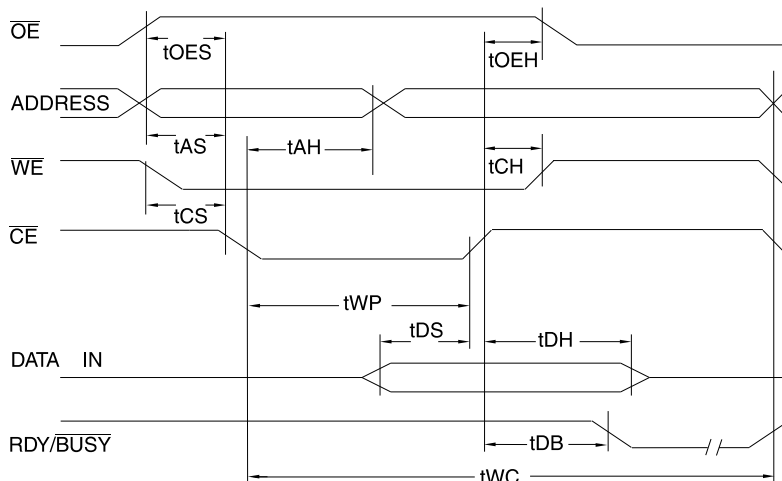 OE
tOES
tOEH
ADDRESS
tAS
tAH
tCH
WE
tCS
CE
tWP
tDS
tDH
DATA IN
RDY/BUSY
tDB
tWC